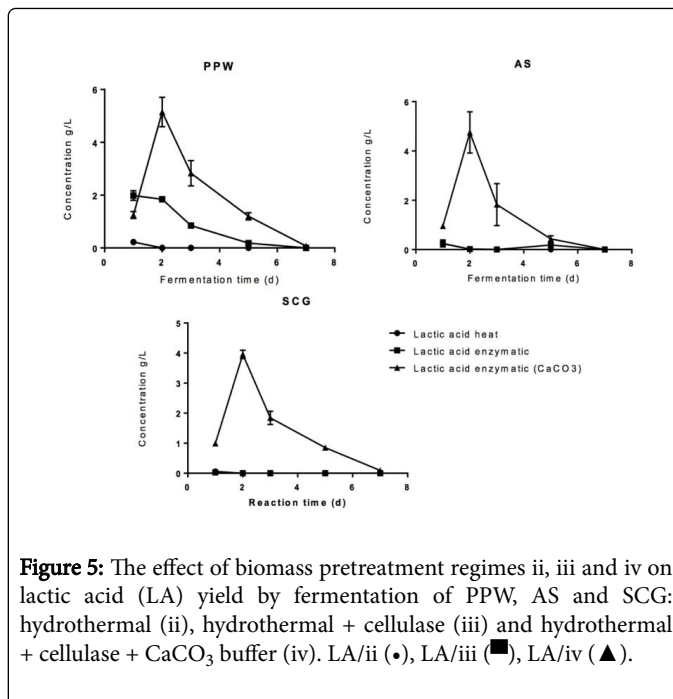 PPW
6
4
2
0
0
2
4
6
8
Concentration g/L
Fermentation time (d)
AS
6
4
2
0
0
2
4
6
8
Concentration g/L
Fermentation time (d)
SCG
5
4
3
2
1
0
0
2
4
6
8
Concentration g/L
Reaction time (d)
Lactic acid heat
Lactic acid enzymatic
Lactic acid enzymatic (CaCO3)
Figure 5: The effect of biomass pretreatment regimes ii, iii and iv on
lactic acid (LA) yield by fermentation of PPW, AS and SCG:
hydrothermal (ii), hydrothermal + cellulase (iii) and hydrothermal
+ cellulase + CaCO₃ buffer (iv). LA/ii (•), LA/iii (■), LA/iv (▲).